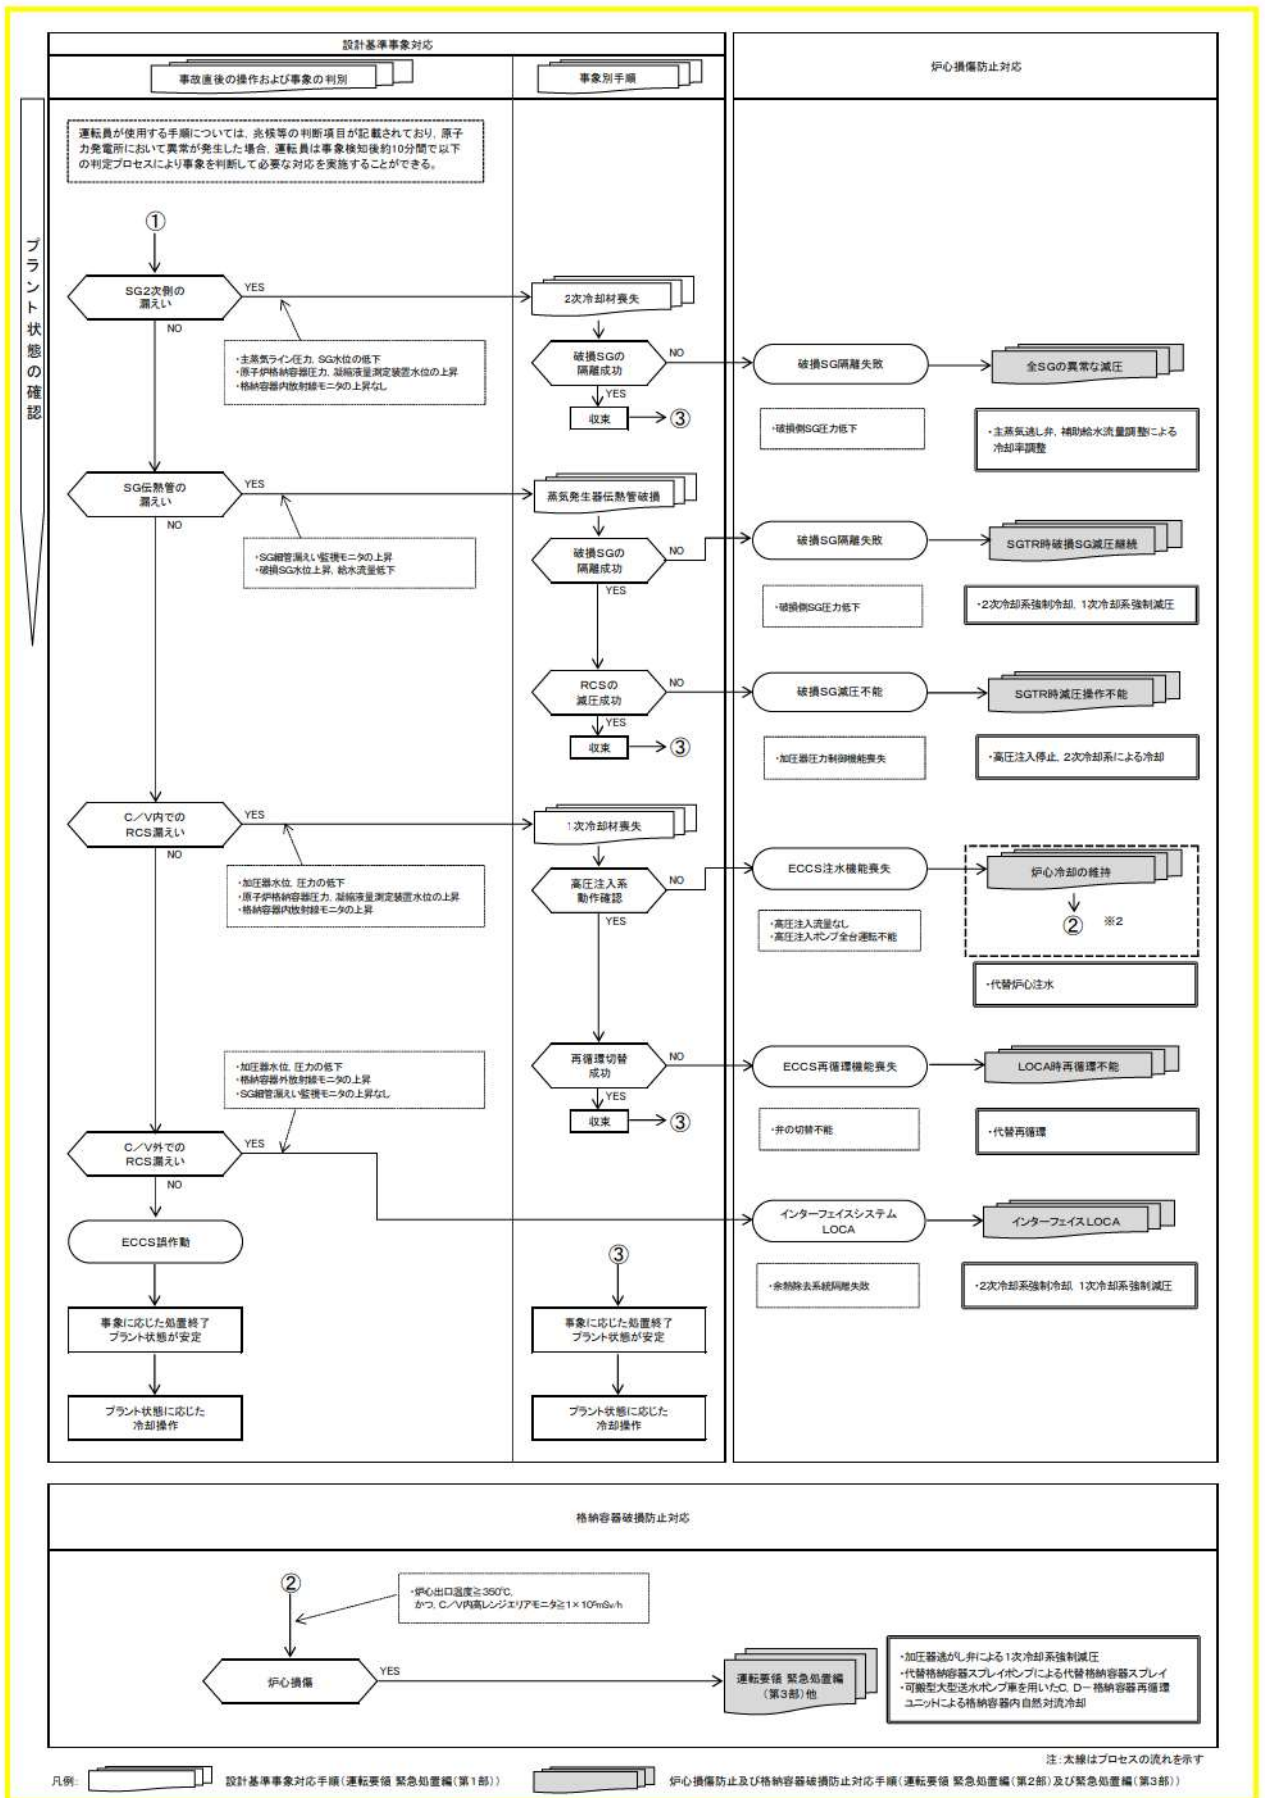 設計基準事象対応
事故直後の操作および事象の判別
事象別手順
炉心損傷防止対応
プラント状態の確認
運転員が使用する手順については、兆候等の判断項目が記載されており、原子
力発電所において異常が発生した場合、運転員は事象検知後約10分間で以下
の判定プロセスにより事象を判断して必要な対応を実施することができる。
①
SG2次側の
漏えい
YES
NO
・主蒸気ライン圧力、SG水位の低下
・原子炉格納容器圧力、凝縮液量測定装置水位の上昇
・格納容器内放射線モニタの上昇なし
2次冷却材喪失
破損SGの
隔離成功
NO
YES
収束
③
破損SG隔離失敗
・破損側SG圧力低下
全SGの異常な減圧
・主蒸気逃し弁、補助給水流量調整による
冷却率調整
SG伝熱管の
漏えい
YES
NO
・SG細管漏えい監視モニタの上昇
・破損SG水位上昇、給水流量低下
蒸気発生器伝熱管破損
破損SGの
隔離成功
NO
YES
破損SG隔離失敗
・破損側SG圧力低下
SGTR時破損SG減圧継続
・2次冷却系強制冷却、1次冷却系強制減圧
RCSの
減圧成功
NO
YES
収束
③
破損SG減圧不能
・加圧器圧力制御機能喪失
SGTR時減圧操作不能
・高圧注入停止、2次冷却系による冷却
C/V内での
RCS漏えい
YES
NO
・加圧器水位、圧力の低下
・原子炉格納容器圧力、凝縮液量測定装置水位の上昇
・格納容器内放射線モニタの上昇
1次冷却材喪失
高圧注入系
動作確認
NO
YES
ECCS注水機能喪失
・高圧注入流量なし
・高圧注入ポンプ全台運転不能
炉心冷却の維持
② ※2
・代替炉心注水
・加圧器水位、圧力の低下
・格納容器外放射線モニタの上昇
・SG細管漏えい監視モニタの上昇なし
再循環切替
成功
NO
YES
収束
③
ECCS再循環機能喪失
・弁の切替不能
LOCA時再循環不能
・代替再循環
C/V外での
RCS漏えい
YES
NO
インターフェイスシステム
LOCA
・余熱除去系統隔離失敗
インターフェイスLOCA
・2次冷却系強制冷却、1次冷却系強制減圧
ECCS誤作動
事象に応じた処置終了
プラント状態が安定
プラント状態に応じた
冷却操作
③
事象に応じた処置終了
プラント状態が安定
プラント状態に応じた
冷却操作
格納容器破損防止対応
②
・炉心出口温度≧350℃、
かつ、C/V内高レンジエリアモニタ≧1×10⁵mSv/h
炉心損傷
YES
運転要領 緊急処置編
(第3部)他
・加圧器逃がし弁による1次冷却系強制減圧
・代替格納容器スプレイポンプによる代替格納容器スプレイ
・可搬型大型送水ポンプ車を用いたC、D-格納容器再循環
ユニットによる格納容器内自然対流冷却
注:太線はプロセスの流れを示す
凡例:
設計基準事象対応手順(運転要領 緊急処置編(第1部))
炉心損傷防止及び格納容器破損防止対応手順(運転要領 緊急処置編(第2部)及び緊急処置編(第3部))